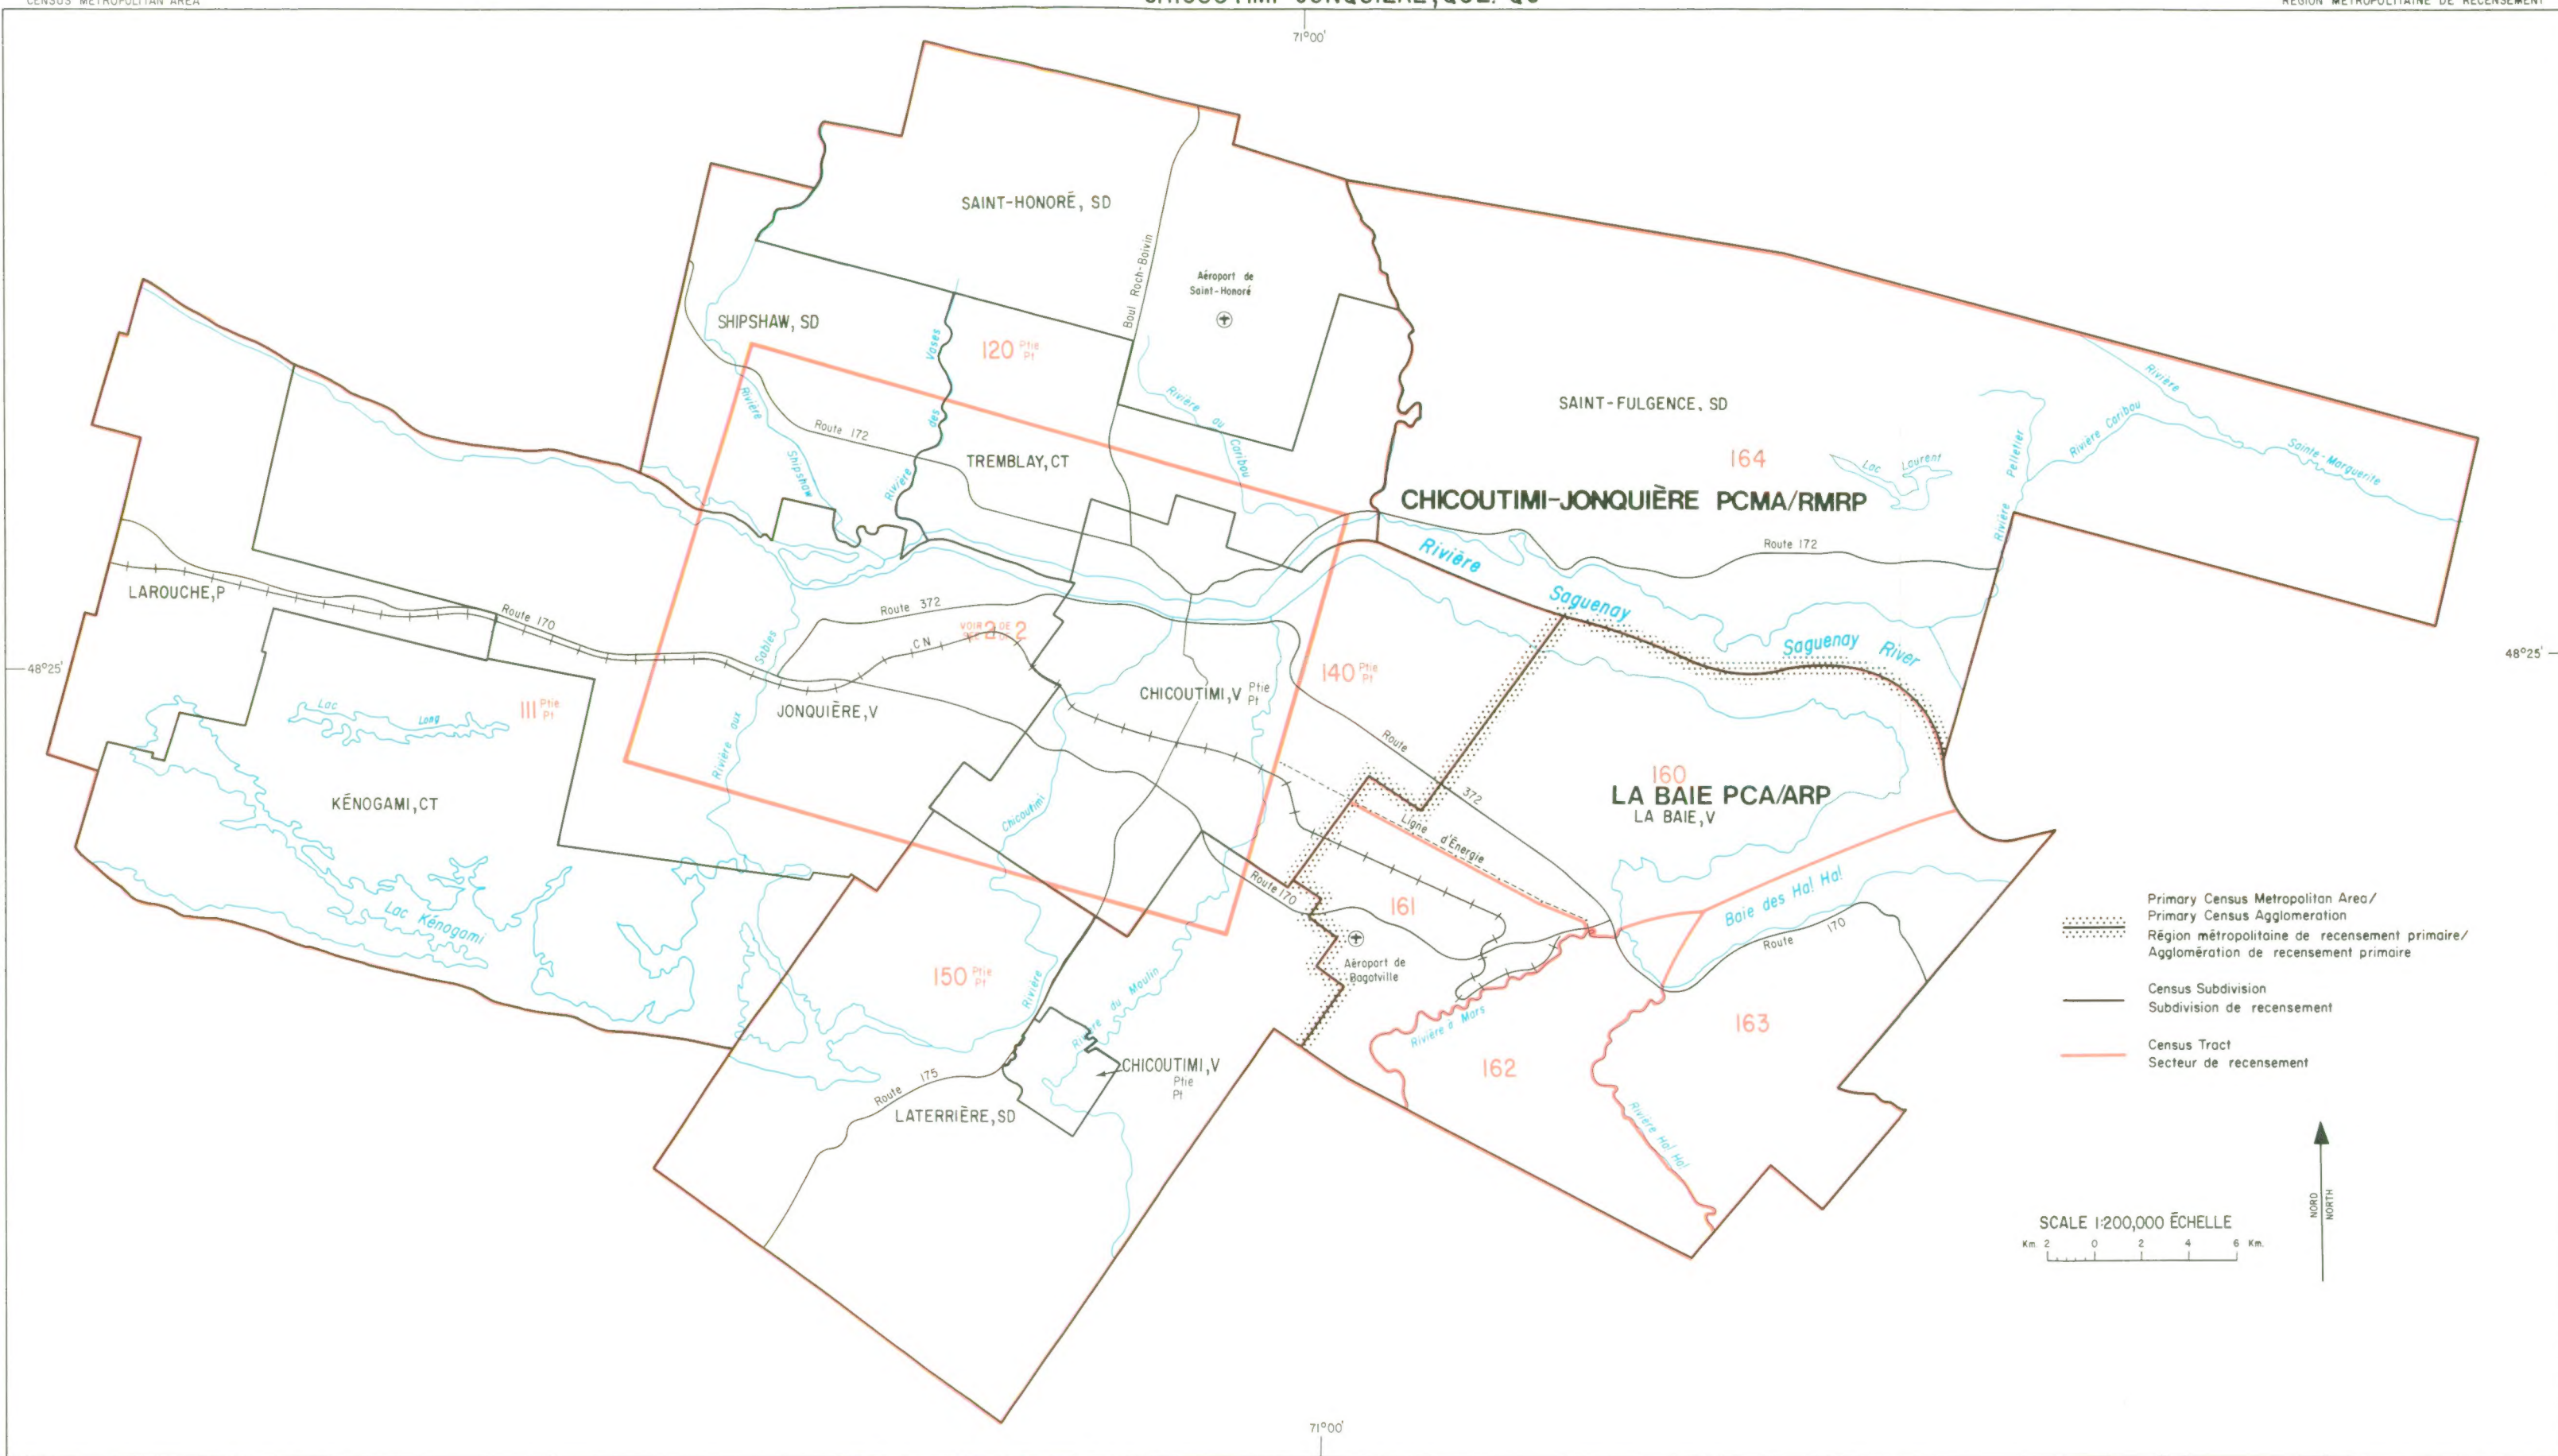 CENSUS METROPOLITAN AREA
CHICOUTIMI-JONQUIÈRE, QUÉ. QC
RÉGION MÉTROPOLITAINE DE RECENSEMENT
71°00'
SAINT-HONORÉ, SD
Boul Roch-Boivin
Aéroport de
Saint-Honoré
SHIPSHAW, SD
Rivière des Vases
120 Ptie
Pt
Rivière Shipshaw
Route 172
TREMBLAY, CT
Rivière au Caribou
SAINT-FULGENCE, SD
164
Lac Laurent
Rivière Pelletier
Rivière Caribou
Rivière Sainte-Marguerite
CHICOUTIMI-JONQUIÈRE PCMA/RMRP
Route 172
Rivière Saguenay
Saguenay River
LAROUCHE, P
Route 170
Route 372
VOIR 2 DE 2
C N
Rivière aux Sables
48°25'
48°25'
111 Ptie
Pt
Lac Long
JONQUIÈRE, V
CHICOUTIMI, V Ptie
Pt
140 Ptie
Pt
Route 372
160
LA BAIE PCA/ARP
LA BAIE, V
KÉNOGAMI, CT
Lac Kénogami
Rivière Chicoutimi
Ligne d'Énergie
Route 170
161
Aéroport de
Bagotville
Baie des Ha! Ha!
Route 170
150 Ptie
Pt
Rivière du Moulin
Rivière à Mars
162
163
Rivière Ha! Ha!
CHICOUTIMI, V
Ptie
Pt
Route 175
LATERRIÈRE, SD
Primary Census Metropolitan Area/
Primary Census Agglomeration
Région métropolitaine de recensement primaire/
Agglomération de recensement primaire
Census Subdivision
Subdivision de recensement
Census Tract
Secteur de recensement
NORD
NORTH
SCALE 1:200,000 ÉCHELLE
Km. 2 0 2 4 6 Km.
71°00'